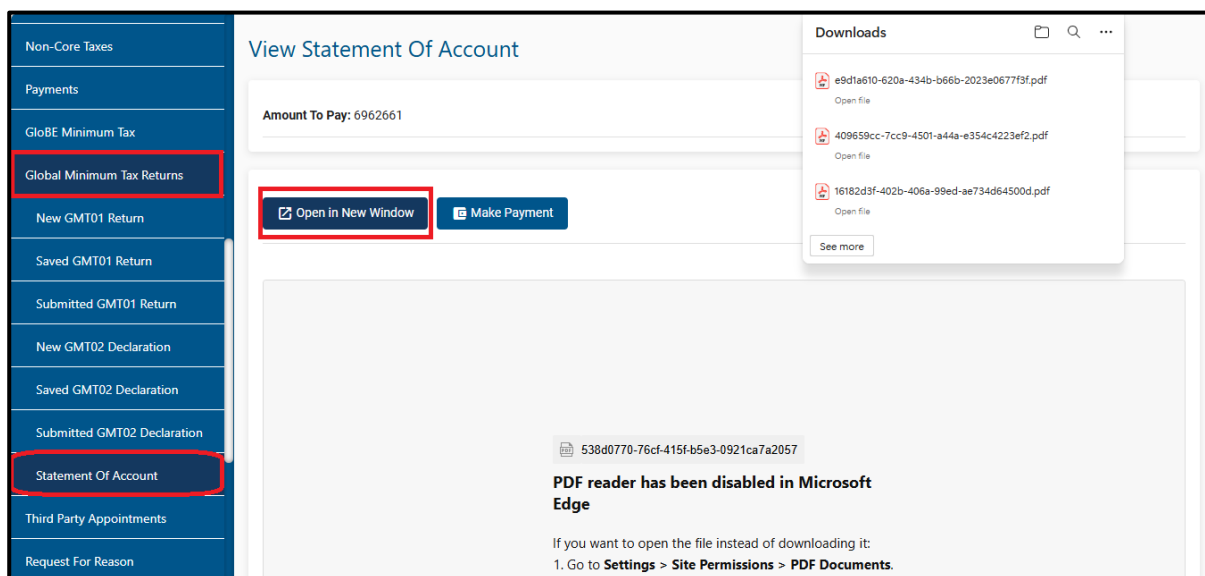 Non-Core Taxes
Payments
GloBE Minimum Tax
Global Minimum Tax Returns
New GMT01 Return
Saved GMT01 Return
Submitted GMT01 Return
New GMT02 Declaration
Saved GMT02 Declaration
Submitted GMT02 Declaration
Statement Of Account
Third Party Appointments
Request For Reason
View Statement Of Account
Amount To Pay: 6962661
Open in New Window
Make Payment
Downloads
e9d1a610-620a-434b-b66b-2023e0677f3f.pdf
Open file
409659cc-7cc9-4501-a44a-e354c4223ef2.pdf
Open file
16182d3f-402b-406a-99ed-ae734d64500d.pdf
Open file
See more
538d0770-76cf-415f-b5e3-0921ca7a2057
PDF reader has been disabled in Microsoft
Edge
If you want to open the file instead of downloading it:
1. Go to Settings > Site Permissions > PDF Documents.